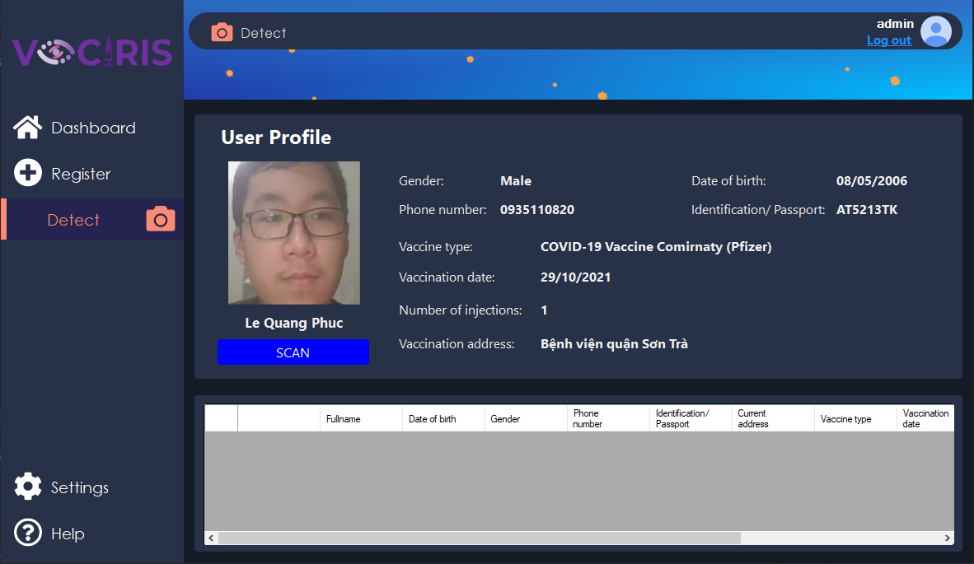 VOCIRIS
Detect
admin
Log out
Dashboard
Register
Detect
Settings
Help
User Profile
Le Quang Phuc
SCAN
Gender: Male Date of birth: 08/05/2006
Phone number: 0935110820 Identification/ Passport: AT5213TK
Vaccine type: COVID-19 Vaccine Comirnaty (Pfizer)
Vaccination date: 29/10/2021
Number of injections: 1
Vaccination address: Bệnh viện quận Sơn Trà
Fullname Date of birth Gender Phone number Identification/ Passport Current address Vaccine type Vaccination date